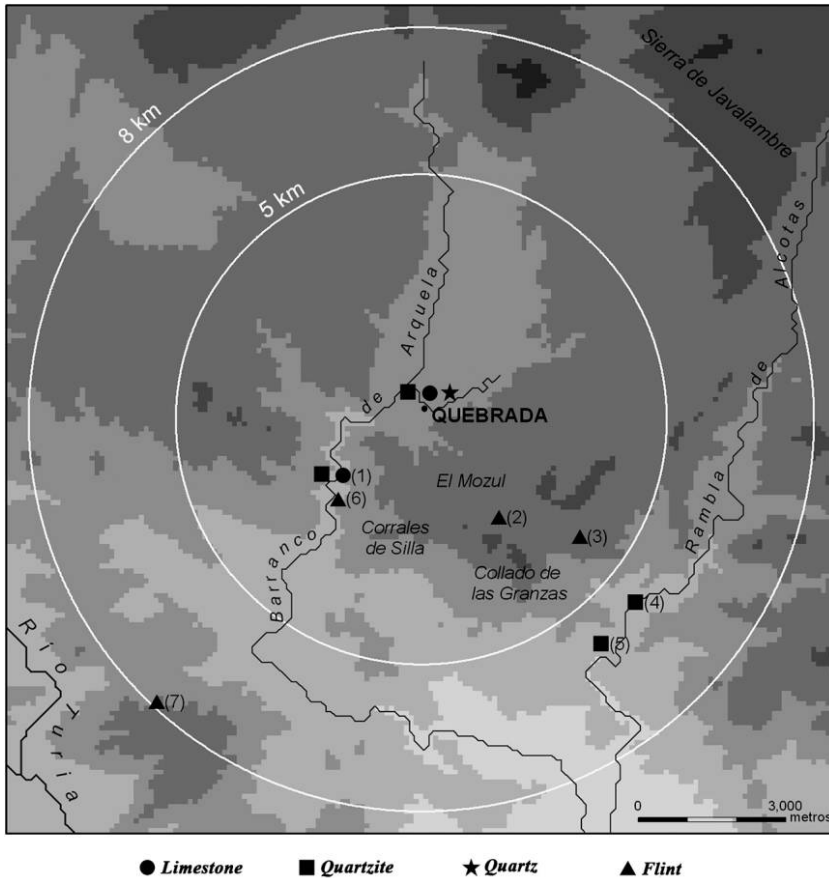 Sierra de Javalambre
8 km
5 km
Rambla de Alcotas
Barranco de Arquela
QUEBRADA
(1)
El Mozul
(6)
(2)
Corrales
de Silla
(3)
Collado de
las Granzas
(4)
(5)
Rio Turia
(7)
0 3,000
metros
Limestone Quartzite Quartz Flint